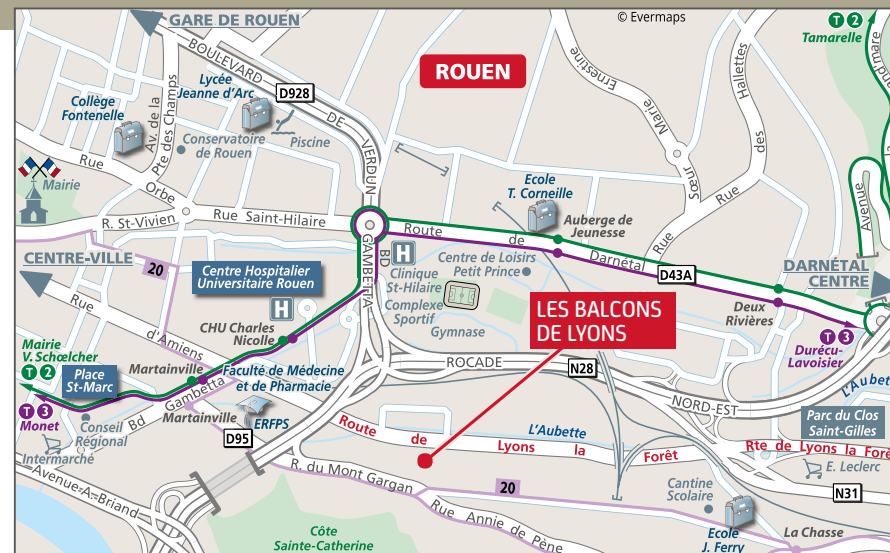 GARE DE ROUEN
© Evermaps
T 2
Tamarelle
BOULEVARD
DE
VERDUN
ROUEN
Ernestine
Marie
Sœur
Hallettes
des
Rue
Lycée
Jeanne d'Arc
D928
Collège
Fontenelle
Av. de la
Pte des Champs
Conservatoire
de Rouen
Piscine
Rue
Orbe
Mairie
R. St-Vivien
Rue Saint-Hilaire
Ecole
T. Corneille
Auberge de
Jeunesse
Route
de
Darnétal
D43A
Avenue
DARNÉTAL
CENTRE
CENTRE-VILLE
20
Centre Hospitalier
Universitaire Rouen
H
BD
GAMBETTA
H
Clinique
St-Hilaire
Complexe
Sportif
Gymnase
Centre de Loisirs
Petit Prince
LES BALCONS
DE LYONS
Deux
Rivières
T 3
Durécu-
Lavoisier
Rue
d'Amiens
CHU Charles
Nicolle
Mairie
V. Schœlcher
T 2
Place
St-Marc
Martainville
Faculté de Médecine
et de Pharmacie
ROCADE
N28
NORD-EST
T 3
Monet
Bd
Gambetta
Martainville
ERFPS
Conseil
Régional
Intermarché
D95
Route
de
Lyons
la
Forêt
L'Aubette
Parc du Clos
Saint-Gilles
Rte de Lyons la Forê
E. Leclerc
N31
Avenue-A.-Briand
R. du Mont Gargan
20
Rue Annie de Pène
Cantine
Scolaire
Ecole
J. Ferry
La Chasse
Côte
Sainte-Catherine